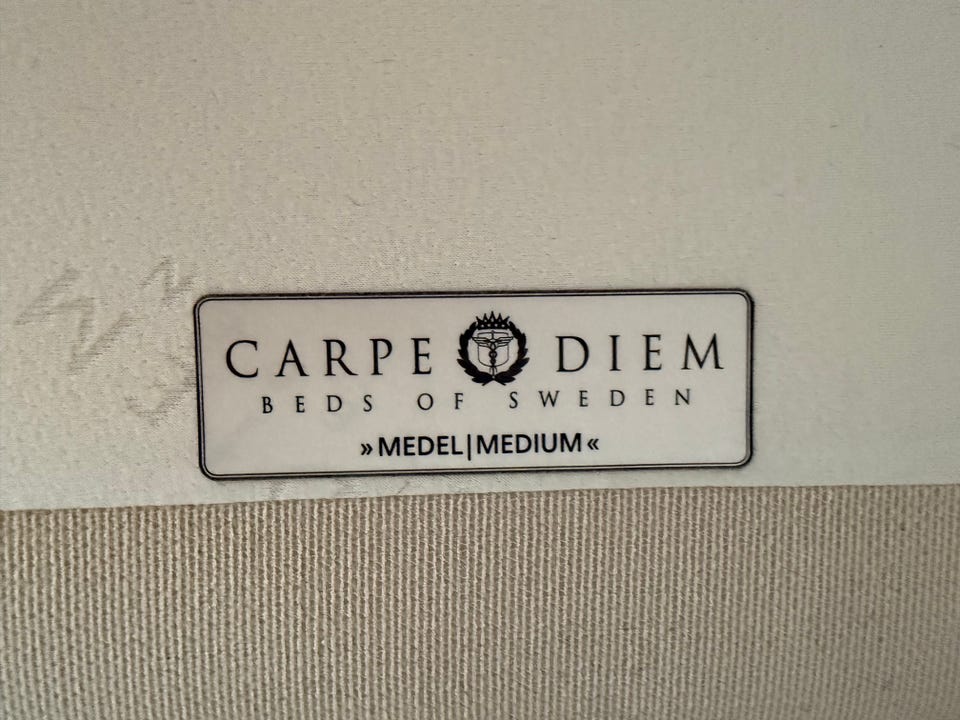 CARPE DIEM
BEDS OF SWEDEN
»MEDEL|MEDIUM«